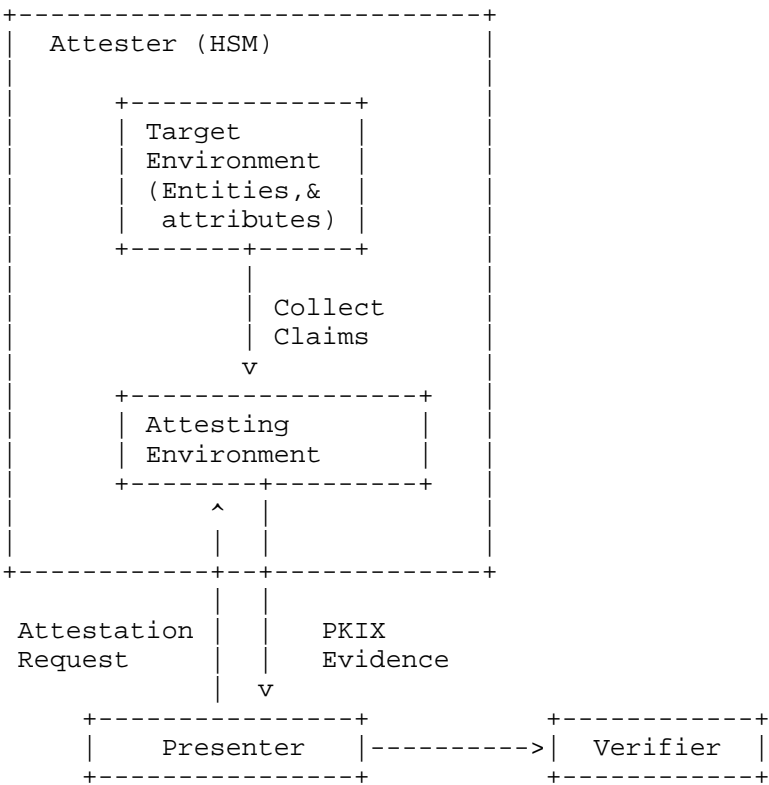 Attester (HSM)
Target
Environment
(Entities,&
attributes)
Collect
Claims
Attesting
Environment
Attestation
Request
PKIX
Evidence
Presenter
Verifier